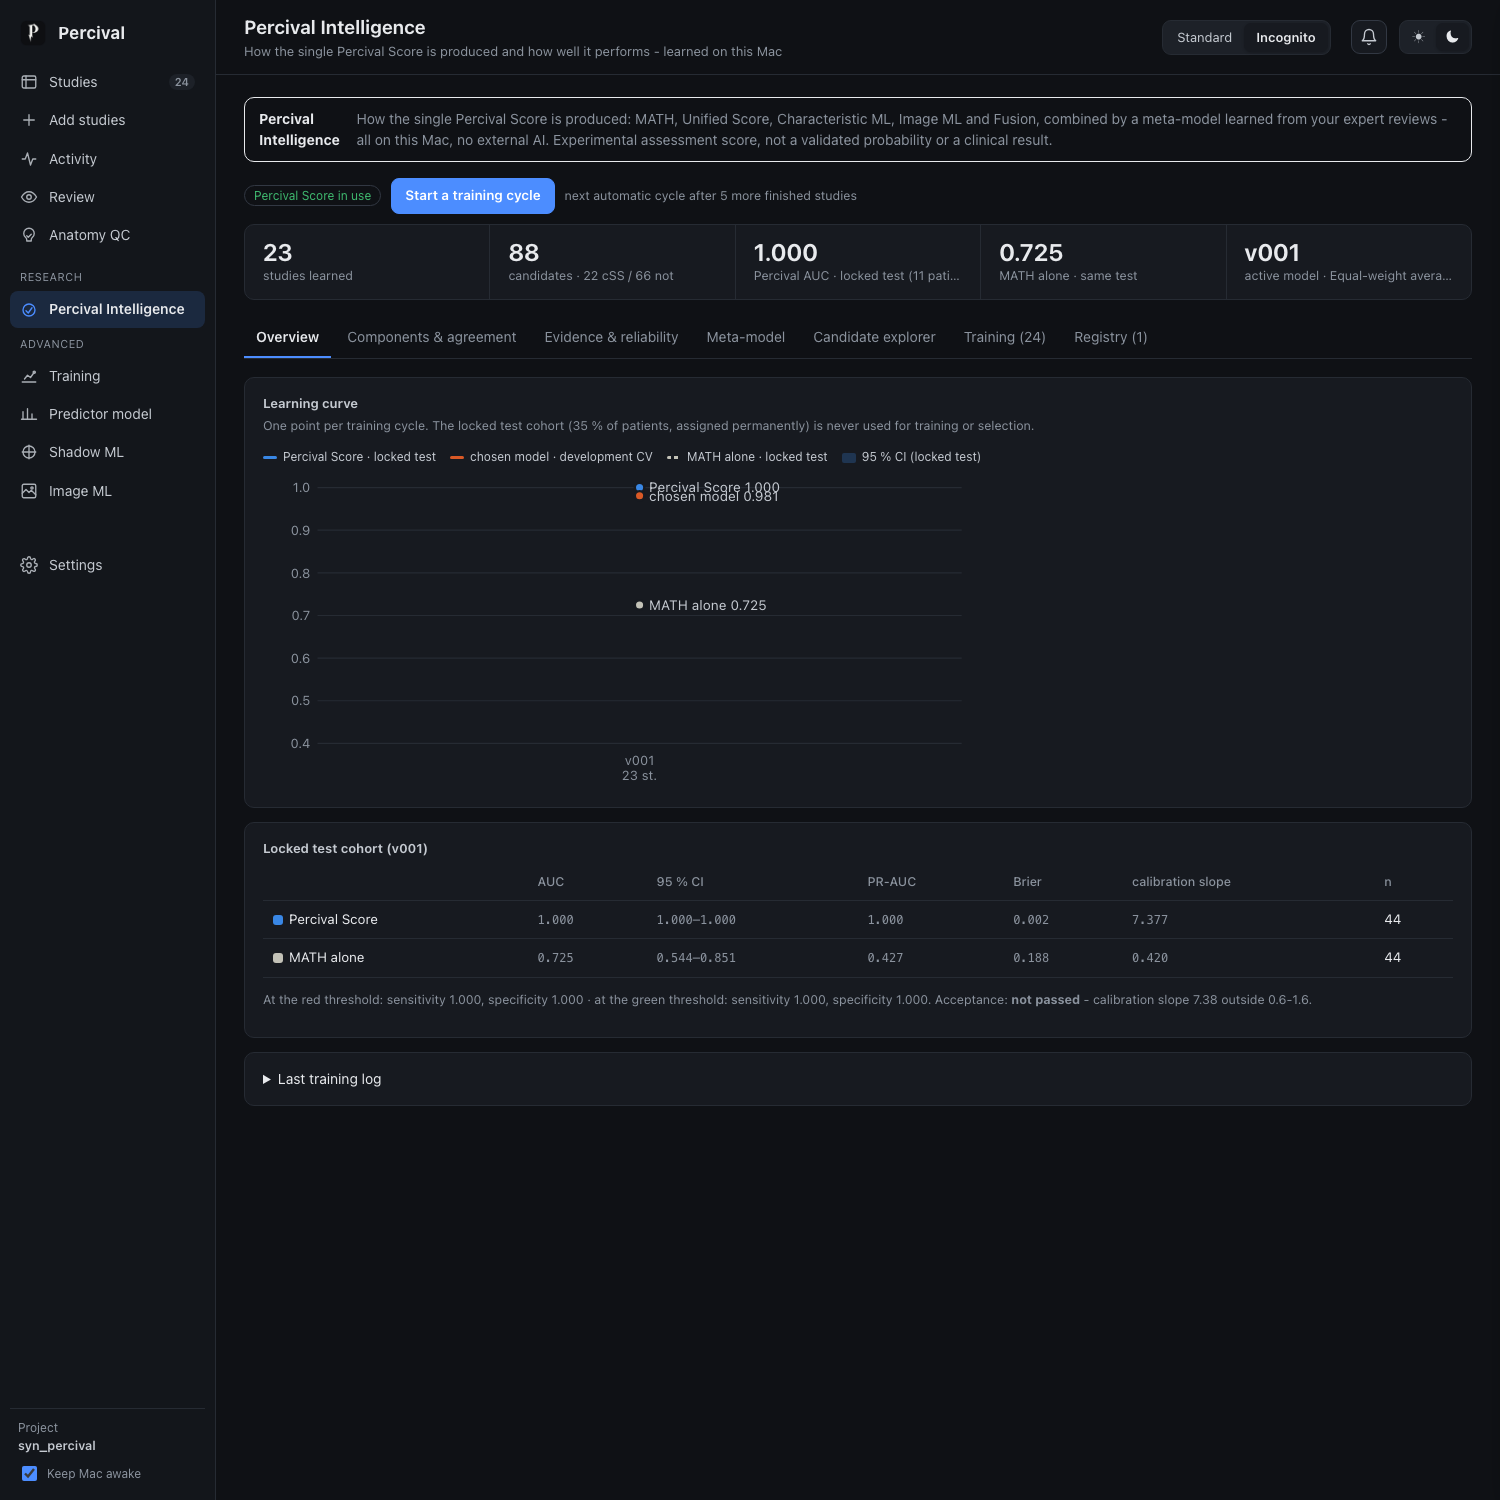 Percival
Studies 24
Add studies
Activity
Review
Anatomy QC
RESEARCH
Percival Intelligence
ADVANCED
Training
Predictor model
Shadow ML
Image ML
Settings
Project
syn_percival
Keep Mac awake
Percival Intelligence
How the single Percival Score is produced and how well it performs - learned on this Mac
Standard Incognito
Percival Intelligence
How the single Percival Score is produced: MATH, Unified Score, Characteristic ML, Image ML and Fusion, combined by a meta-model learned from your expert reviews -
all on this Mac, no external AI. Experimental assessment score, not a validated probability or a clinical result.
Percival Score in use Start a training cycle next automatic cycle after 5 more finished studies
23
studies learned
88
candidates · 22 cSS / 66 not
1.000
Percival AUC · locked test (11 pati...
0.725
MATH alone · same test
v001
active model · Equal-weight avera...
Overview Components & agreement Evidence & reliability Meta-model Candidate explorer Training (24) Registry (1)
Learning curve
One point per training cycle. The locked test cohort (35 % of patients, assigned permanently) is never used for training or selection.
Percival Score · locked test chosen model · development CV MATH alone · locked test 95 % CI (locked test)
1.0
0.9
0.8
0.7
0.6
0.5
0.4
Percival Score 1.000
chosen model 0.981
MATH alone 0.725
v001
23 st.
Locked test cohort (v001)
AUC 95 % CI PR-AUC Brier calibration slope n
Percival Score 1.000 1.000–1.000 1.000 0.002 7.377 44
MATH alone 0.725 0.544–0.851 0.427 0.188 0.420 44
At the red threshold: sensitivity 1.000, specificity 1.000 · at the green threshold: sensitivity 1.000, specificity 1.000. Acceptance: not passed - calibration slope 7.38 outside 0.6-1.6.
Last training log